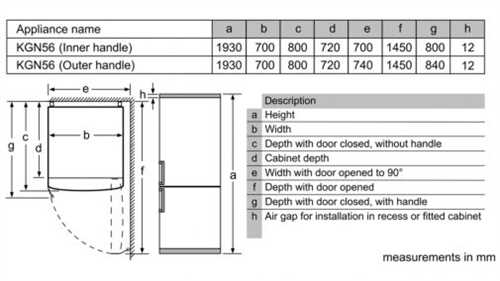 Appliance name a b c d e f g h
KGN56 (Inner handle) 1930 700 800 720 700 1450 800 12
KGN56 (Outer handle) 1930 700 800 720 740 1450 840 12
e
h
g c d b f a
Description
a Height
b Width
c Depth with door closed, without handle
d Cabinet depth
e Width with door opened to 90°
f Depth with door opened
g Depth with door closed, with handle
h Air gap for installation in recess or fitted cabinet
measurements in mm